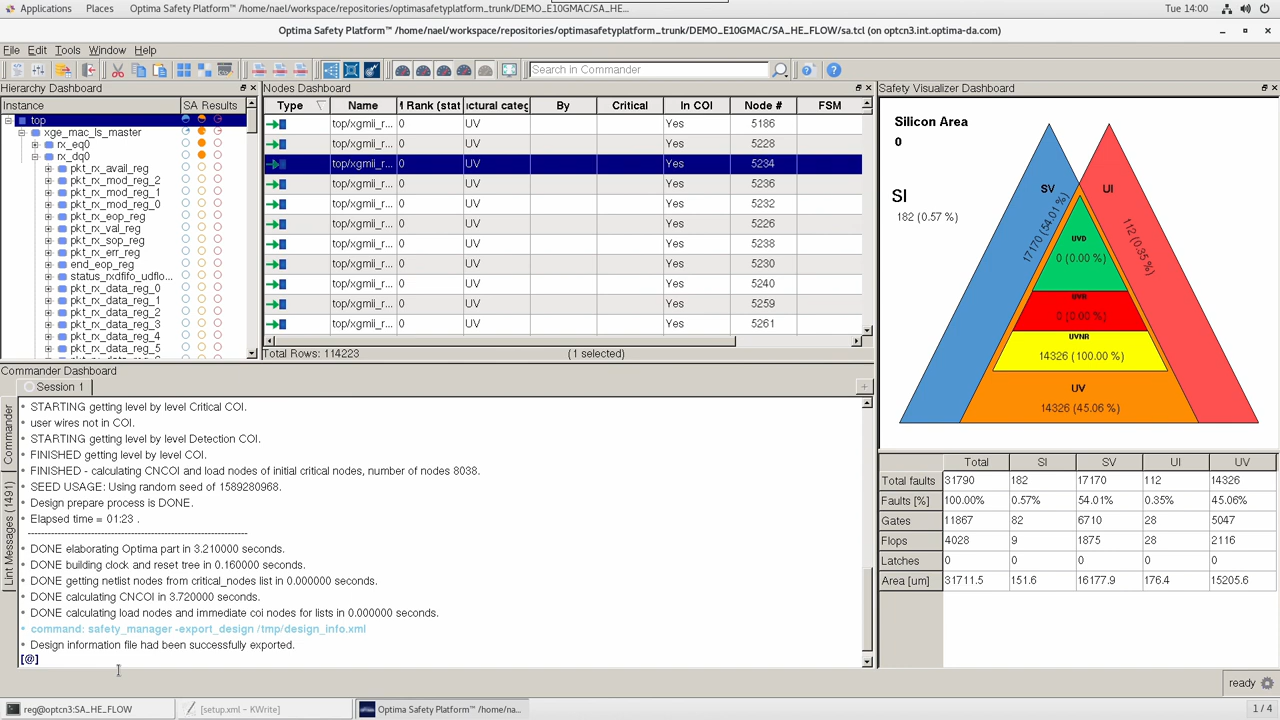 Applications Places Optima Safety Platform™ /home/nael/workspace/repositories/optimasafetyplatform_trunk/DEMO_E10GMAC/SA_HE... Tue 14:00
Optima Safety Platform™ /home/nael/workspace/repositories/optimasafetyplatform_trunk/DEMO_E10GMAC/SA_HE_FLOW/sa.tcl (on optcn3.int.optima-da.com)
File Edit Tools Window Help
Search in Commander
Hierarchy Dashboard
Instance SA Results
top
xge_mac_ls_master
rx_eq0
rx_dq0
pkt_rx_avail_reg
pkt_rx_mod_reg_2
pkt_rx_mod_reg_1
pkt_rx_mod_reg_0
pkt_rx_eop_reg
pkt_rx_val_reg
pkt_rx_sop_reg
pkt_rx_err_reg
end_eop_reg
status_rxdfifo_udflo...
pkt_rx_data_reg_0
pkt_rx_data_reg_1
pkt_rx_data_reg_2
pkt_rx_data_reg_3
pkt_rx_data_reg_4
pkt_rx_data_reg_5
Nodes Dashboard
Type Name Rank (stat uctural categ By Critical In COI Node # FSM
top/xgmii_r... 0 UV Yes 5186
top/xgmii_r... 0 UV Yes 5228
top/xgmii_r... 0 UV Yes 5234
top/xgmii_r... 0 UV Yes 5236
top/xgmii_r... 0 UV Yes 5232
top/xgmii_r... 0 UV Yes 5226
top/xgmii_r... 0 UV Yes 5238
top/xgmii_r... 0 UV Yes 5230
top/xgmii_r... 0 UV Yes 5240
top/xgmii_r... 0 UV Yes 5259
top/xgmii_r... 0 UV Yes 5261
Total Rows: 114223 (1 selected)
Safety Visualizer Dashboard
Silicon Area
0
SI
182 (0.57 %)
SV
17170 (54.01 %)
UI
112 (0.35 %)
UVD
0 (0.00 %)
UVR
0 (0.00 %)
UVNR
14326 (100.00 %)
UV
14326 (45.06 %)
Total SI SV UI UV
Total faults 31790 182 17170 112 14326
Faults [%] 100.00% 0.57% 54.01% 0.35% 45.06%
Gates 11867 82 6710 28 5047
Flops 4028 9 1875 28 2116
Latches 0 0 0 0 0
Area [um] 31711.5 151.6 16177.9 176.4 15205.6
Commander Dashboard
Session 1
Commander
Lint Messages (1491)
STARTING getting level by level Critical COI.
user wires not in COI.
STARTING getting level by level Detection COI.
FINISHED getting level by level COI.
FINISHED - calculating CNCOI and load nodes of initial critical nodes, number of nodes 8038.
SEED USAGE: Using random seed of 1589280968.
Design prepare process is DONE.
Elapsed time = 01:23 .
------------------------------------------------------------
DONE elaborating Optima part in 3.210000 seconds.
DONE building clock and reset tree in 0.160000 seconds.
DONE getting netlist nodes from critical_nodes list in 0.000000 seconds.
DONE calculating CNCOI in 3.720000 seconds.
DONE calculating load nodes and immediate coi nodes for lists in 0.000000 seconds.
command: safety_manager -export_design /tmp/design_info.xml
Design information file had been successfully exported.
[@]
ready
reg@optcn3:SA_HE_FLOW [setup.xml - KWrite] Optima Safety Platform™ /home/na... 1 / 4